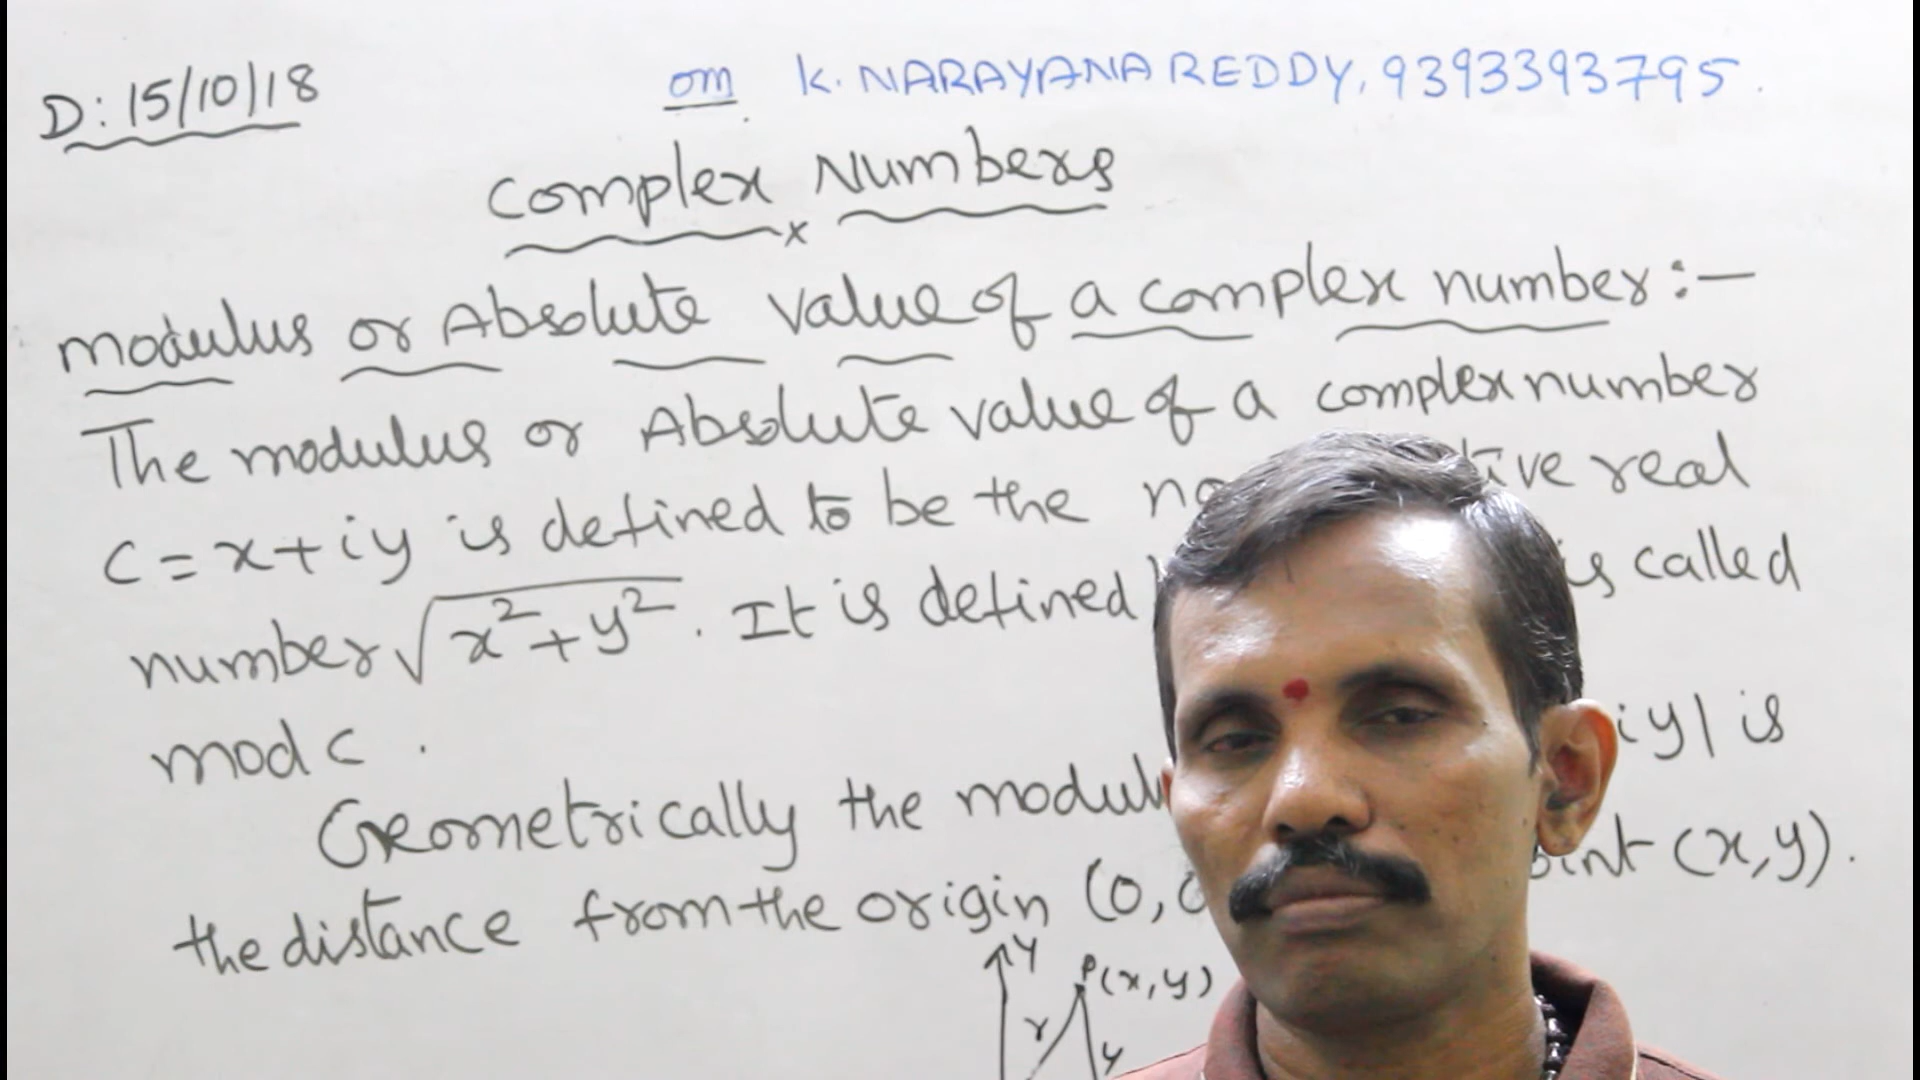 D: 15/10/18
om K. NARAYANA REDDY, 9393393795.
Complex Numbers
x
modulus or Absolute value of a complex number :-
The modulus or Absolute value of a complex number
C = x + iy is defined to be the real
number √x²+y². It is defined is called
mod C.
Geometrically the iy| is
the distance from the origin (0, (x,y).
Y
P(x,y)
r
y